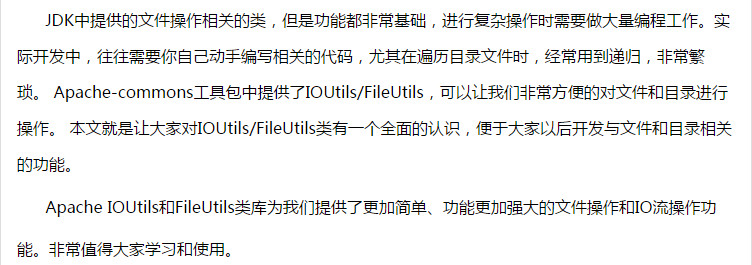 JDK中提供的文件操作相关的类，但是功能都非常基础，进行复杂操作时需要做大量编程工作。实
际开发中，往往需要你自己动手编写相关的代码，尤其在遍历目录文件时，经常用到递归，非常繁
琐。 Apache-commons工具包中提供了IOUtils/FileUtils，可以让我们非常方便的对文件和目录进行
操作。 本文就是让大家对IOUtils/FileUtils类有一个全面的认识，便于大家以后开发与文件和目录相关
的功能。
Apache IOUtils和FileUtils类库为我们提供了更加简单、功能更加强大的文件操作和IO流操作功
能。非常值得大家学习和使用。